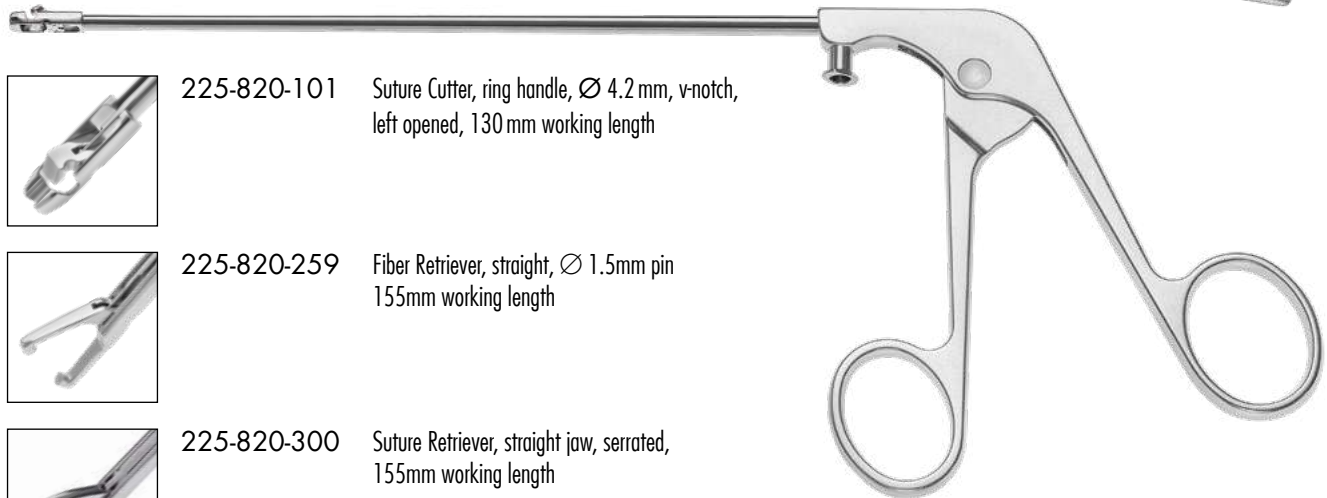 225-820-101 Suture Cutter, ring handle, Ø 4.2 mm, v-notch,
left opened, 130 mm working length
225-820-259 Fiber Retriever, straight, Ø 1.5mm pin
155mm working length
225-820-300 Suture Retriever, straight jaw, serrated,
155mm working length